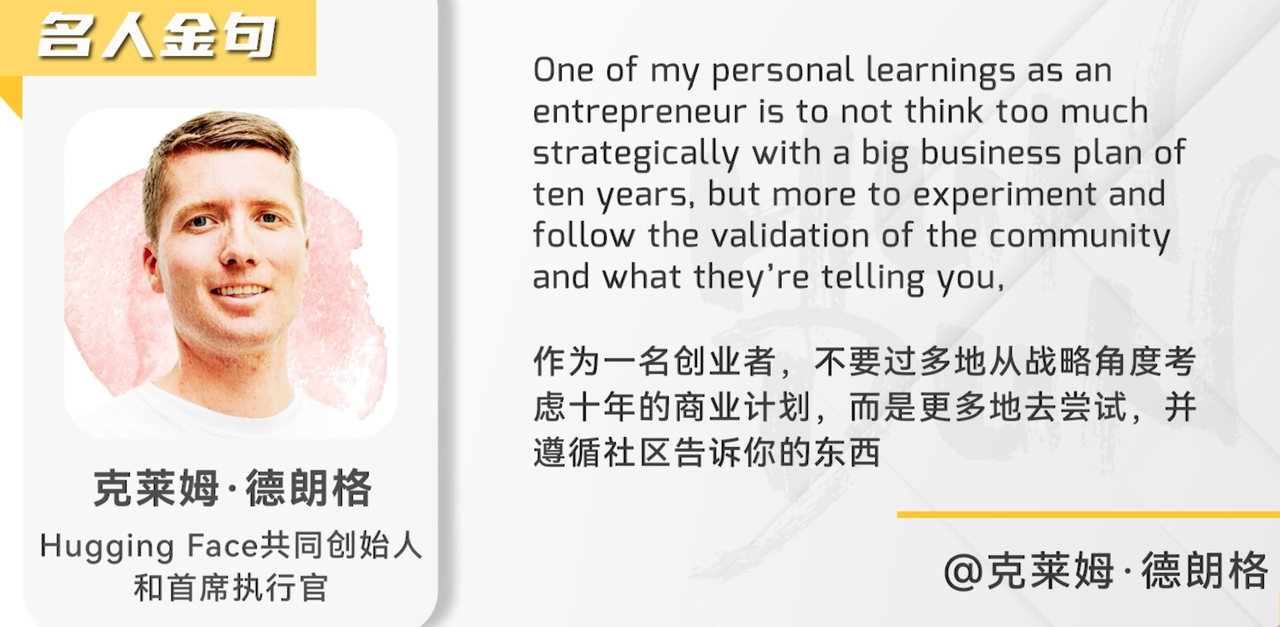 名人金句
克莱姆·德朗格
Hugging Face共同创始人
和首席执行官
One of my personal learnings as an
entrepreneur is to not think too much
strategically with a big business plan of
ten years, but more to experiment and
follow the validation of the community
and what they’re telling you,
作为一名创业者，不要过多地从战略角度考
虑十年的商业计划，而是更多地去尝试，并
遵循社区告诉你的东西
@克莱姆·德朗格